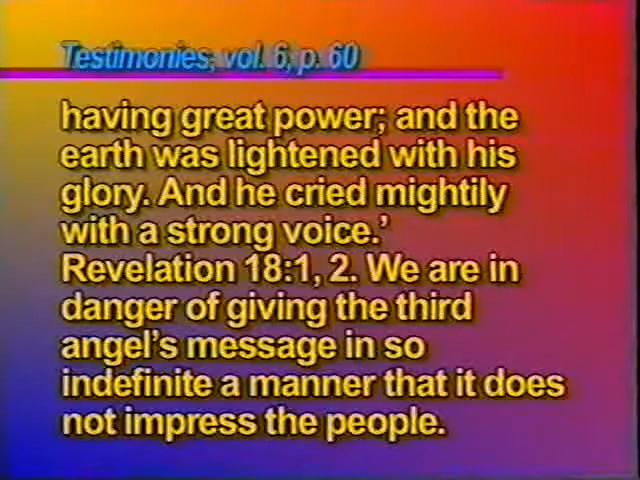 Testimonies, vol. 6, p. 60
having great power; and the
earth was lightened with his
glory. And he cried mightily
with a strong voice.’
Revelation 18:1, 2. We are in
danger of giving the third
angel’s message in so
indefinite a manner that it does
not impress the people.